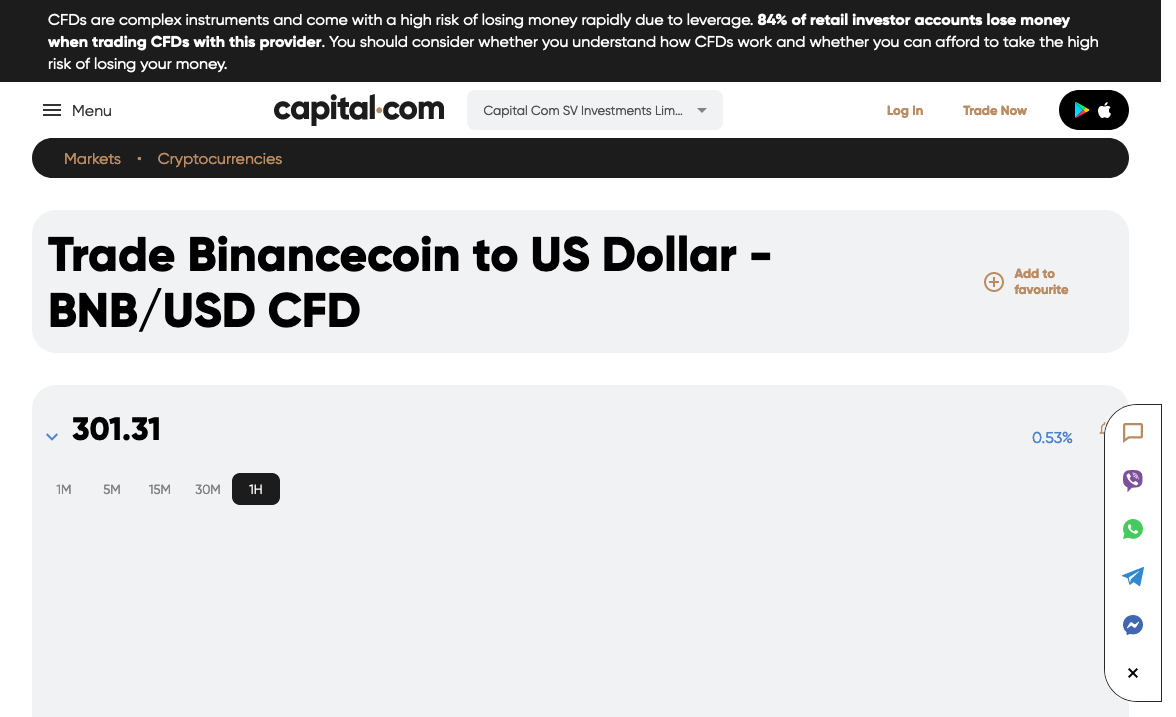 CFDs are complex instruments and come with a high risk of losing money rapidly due to leverage. 84% of retail investor accounts lose money
when trading CFDs with this provider. You should consider whether you understand how CFDs work and whether you can afford to take the high
risk of losing your money.
Menu
capital.com
Capital Com SV Investments Lim...
Log In
Trade Now
Markets
Cryptocurrencies
Trade Binancecoin to US Dollar -
BNB/USD CFD
Add to
favourite
301.31
0.53%
1M
5M
15M
30M
1H